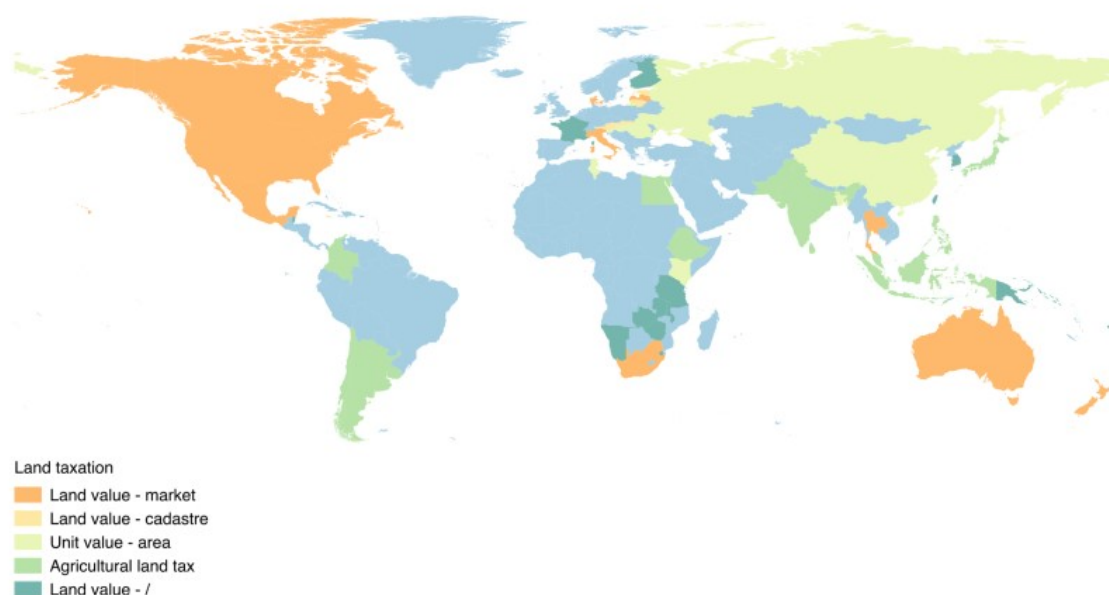 Land taxation
Land value - market
Land value - cadastre
Unit value - area
Agricultural land tax
Land value - /